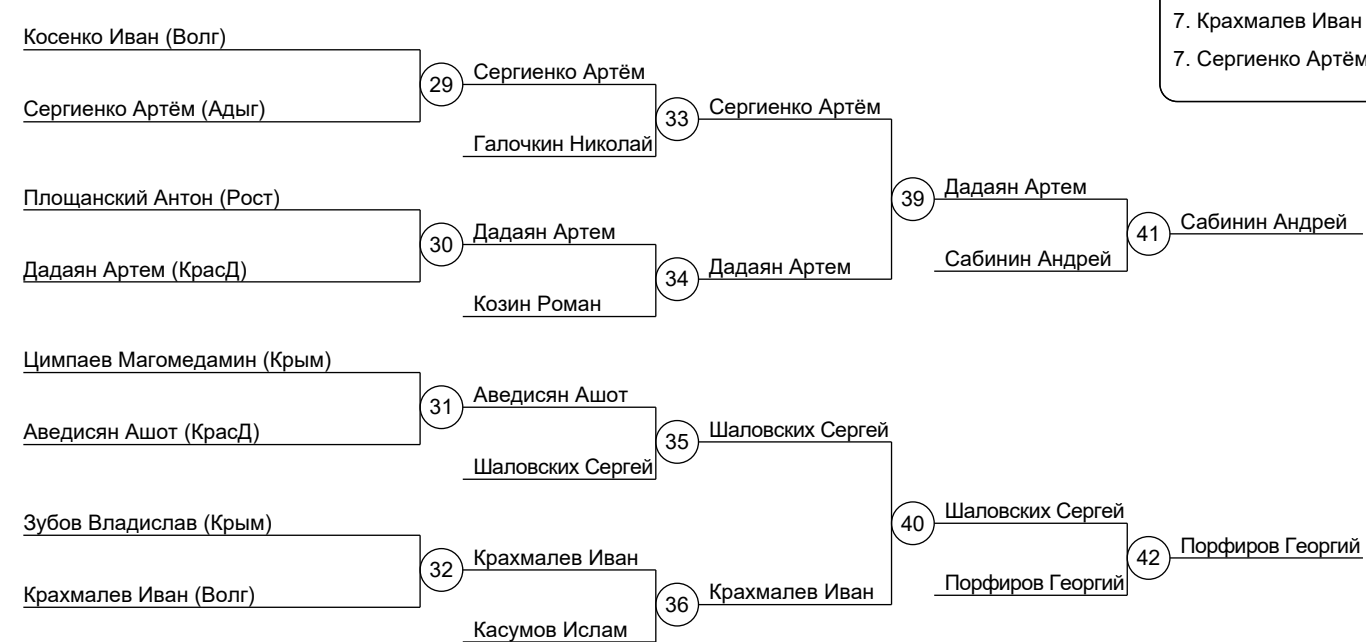 7. Крахмалев Иван
7. Сергиенко Артём
Косенко Иван (Волг)
29
Сергиенко Артём
Сергиенко Артём (Адыг)
33
Сергиенко Артём
Галочкин Николай
Площанский Антон (Рост)
39
Дадаян Артем
30
Дадаян Артем
41
Сабинин Андрей
Дадаян Артем (КрасД)
34
Дадаян Артем
Сабинин Андрей
Козин Роман
Цимпаев Магомедамин (Крым)
31
Аведисян Ашот
Аведисян Ашот (КрасД)
35
Шаловских Сергей
Шаловских Сергей
Зубов Владислав (Крым)
40
Шаловских Сергей
32
Крахмалев Иван
42
Порфиров Георгий
Крахмалев Иван (Волг)
36
Крахмалев Иван
Порфиров Георгий
Касумов Ислам